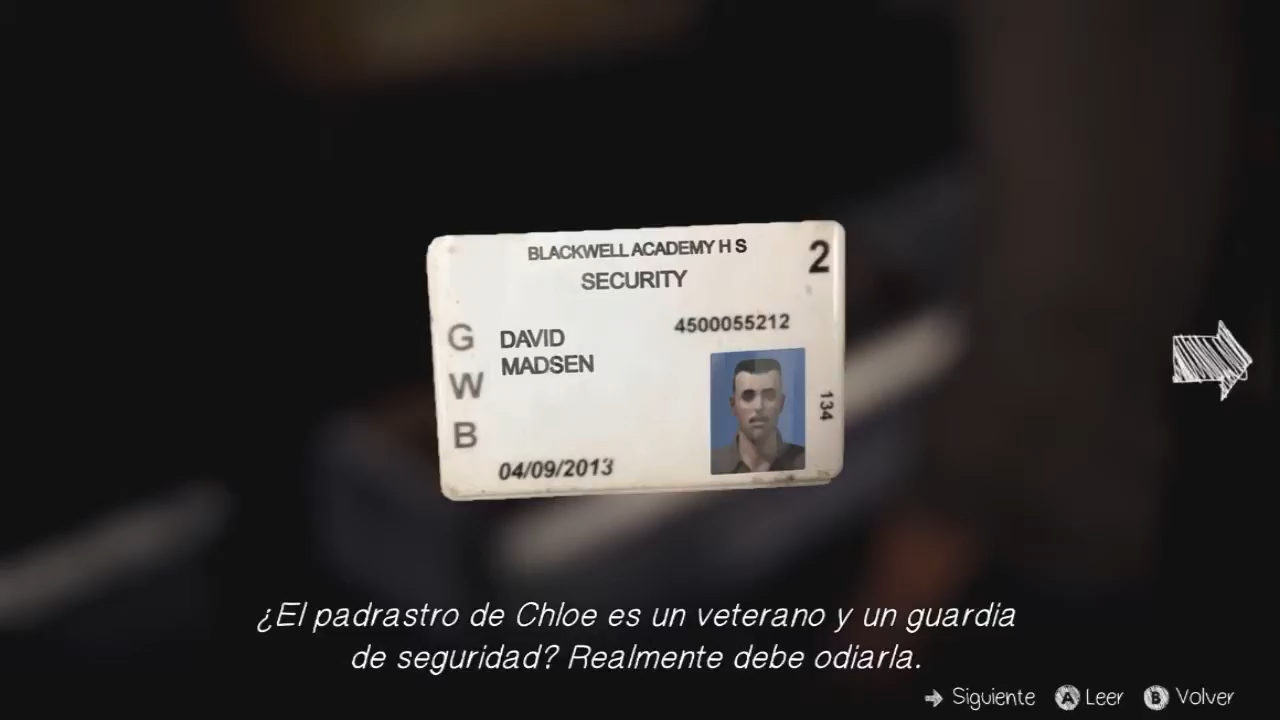 BLACKWELL ACADEMY H S
2
SECURITY
4500055212
G
DAVID
MADSEN
W
134
B
04/09/2013
¿El padrastro de Chloe es un veterano y un guardia
de seguridad? Realmente debe odiarla.
Siguiente A Leer B Volver